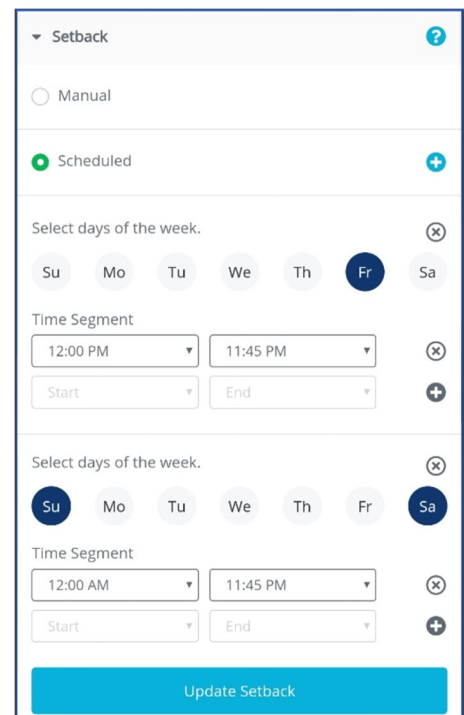 Setback ?
Manual
Scheduled
Select days of the week.
Su Mo Tu We Th Fr Sa
Time Segment
12:00 PM 11:45 PM
Start End
Select days of the week.
Su Mo Tu We Th Fr Sa
Time Segment
12:00 AM 11:45 PM
Start End
Update Setback